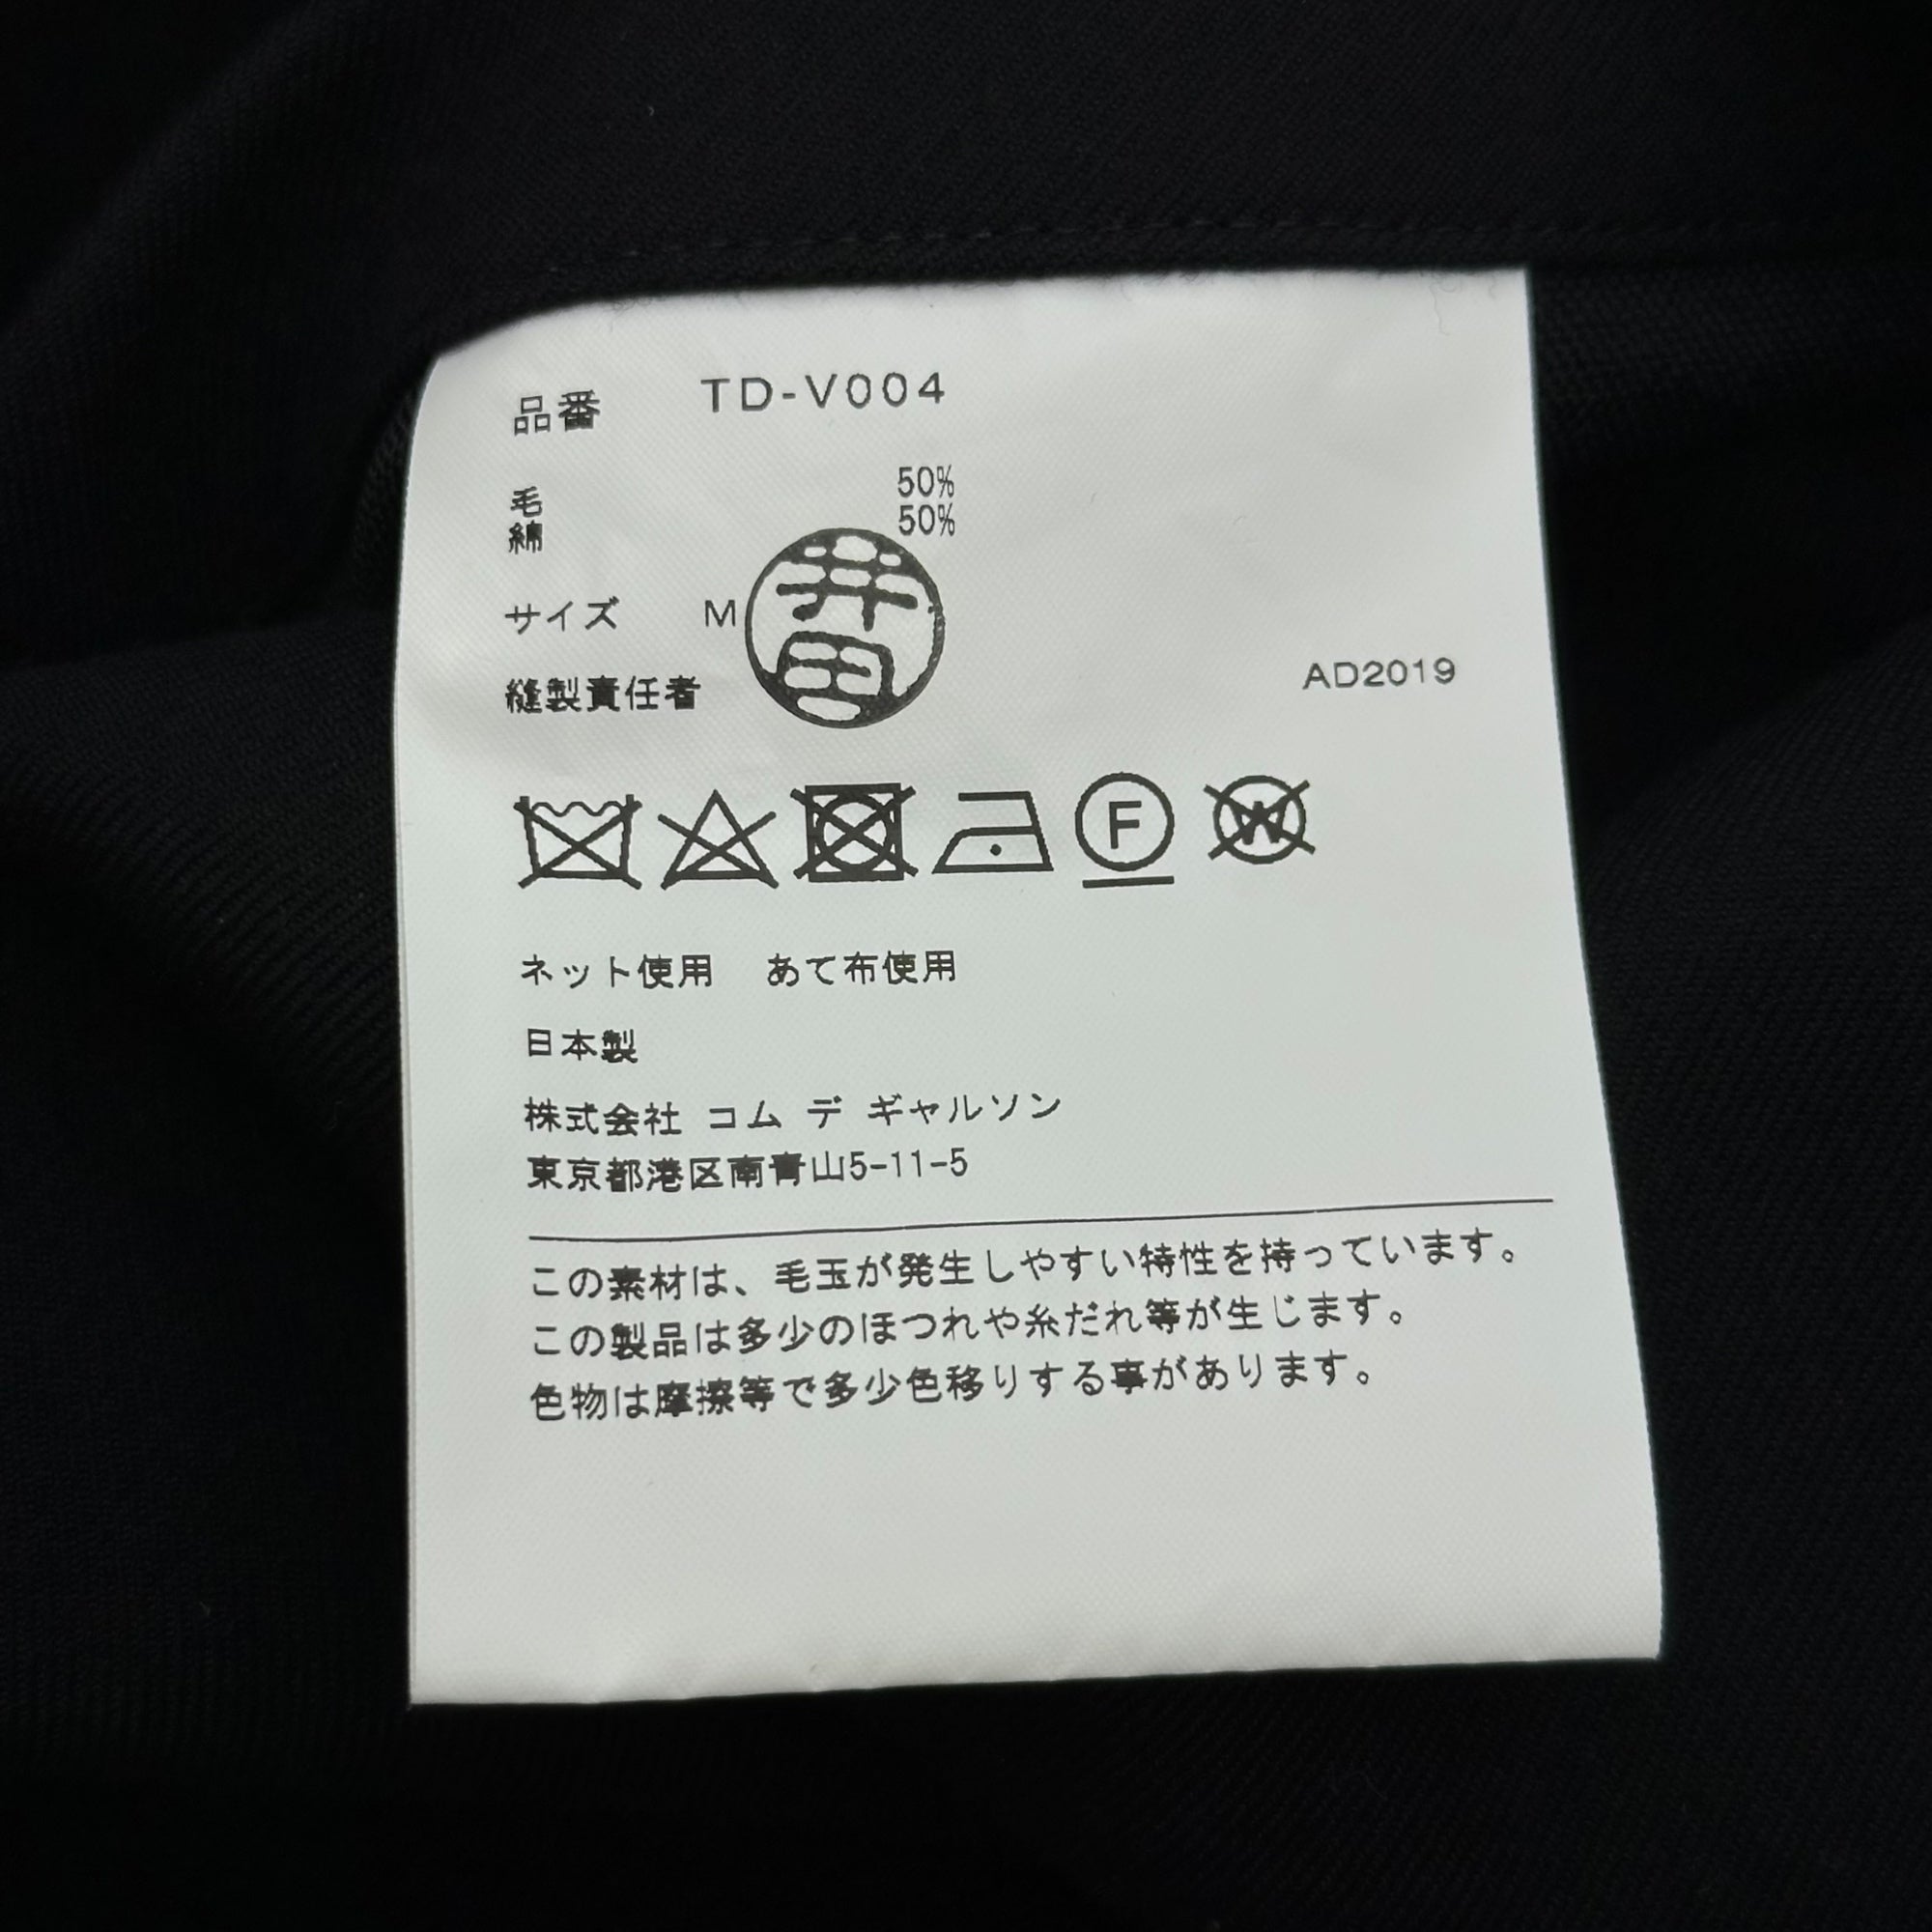 品番 TD-V004
毛 50%
綿 50%
サイズ M
井田
縫製責任者
AD2019
F
W
ネット使用 あて布使用
日本製
株式会社 コム デ ギャルソン
東京都港区南青山5-11-5
この素材は、毛玉が発生しやすい特性を持っています。
この製品は多少のほつれや糸だれ等が生じます。
色物は摩擦等で多少色移りする事があります。